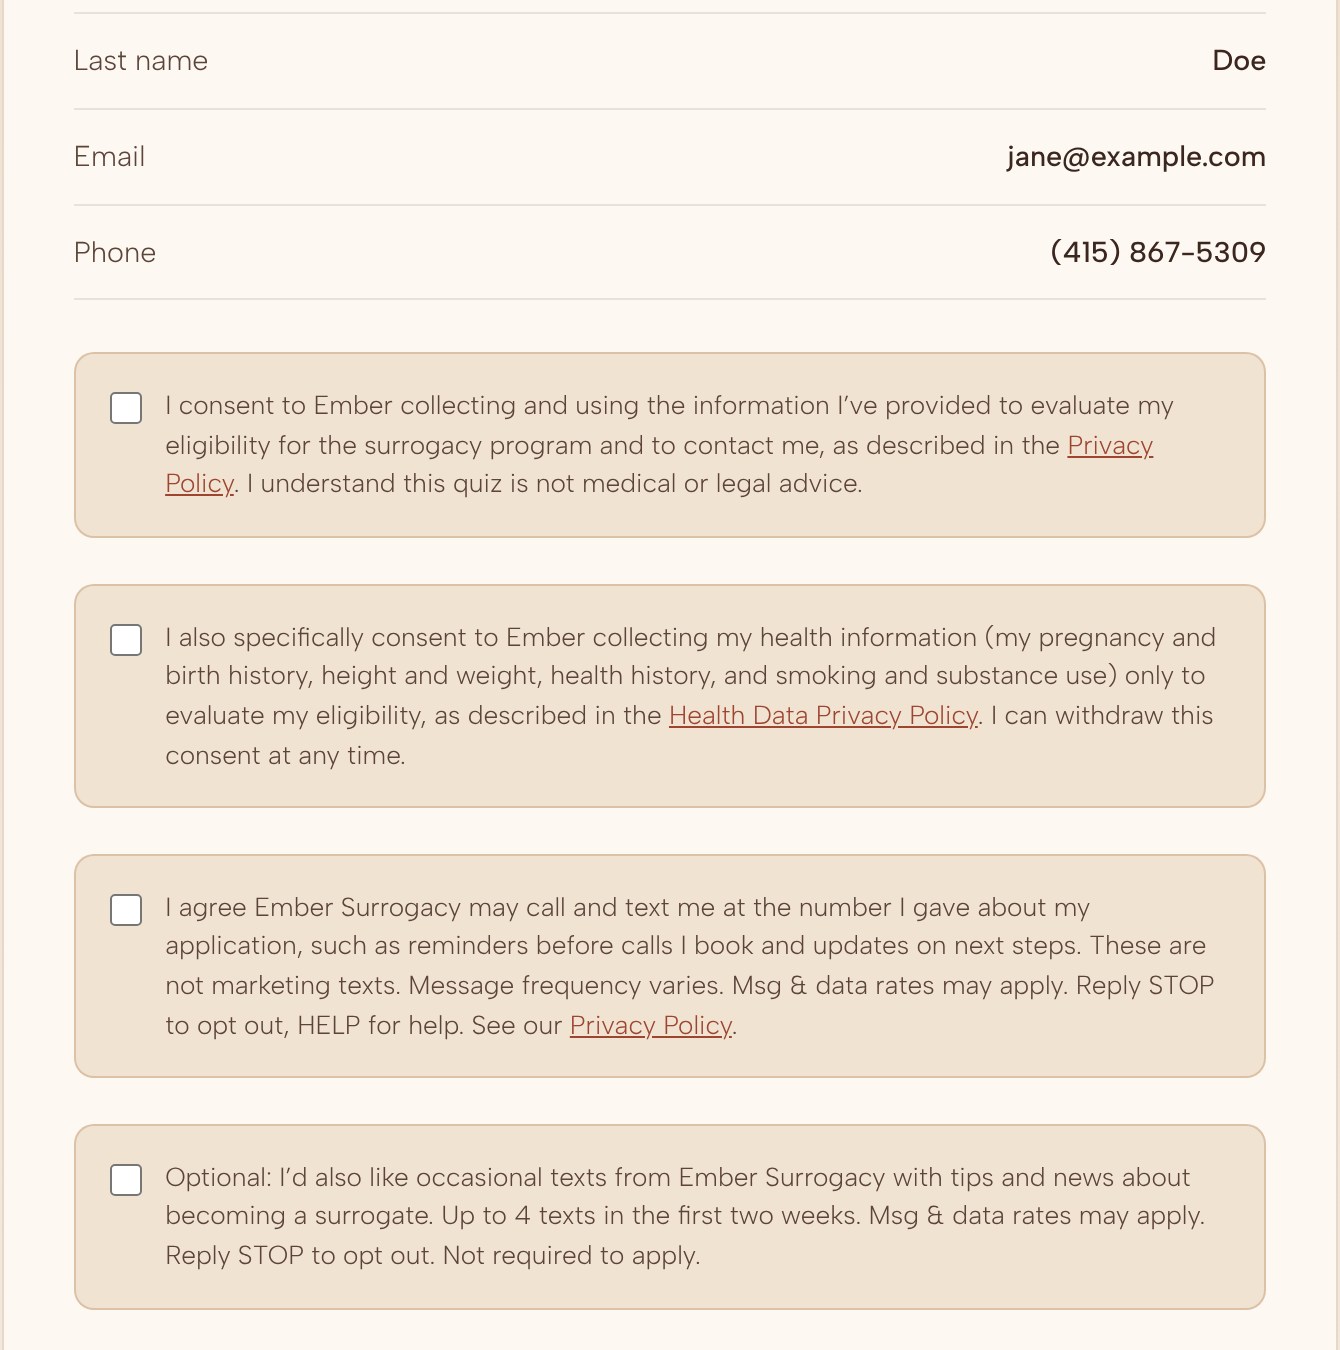 Last name
Doe
Email
jane@example.com
Phone
(415) 867-5309
I consent to Ember collecting and using the information I’ve provided to evaluate my
eligibility for the surrogacy program and to contact me, as described in the Privacy
Policy. I understand this quiz is not medical or legal advice.
I also specifically consent to Ember collecting my health information (my pregnancy and
birth history, height and weight, health history, and smoking and substance use) only to
evaluate my eligibility, as described in the Health Data Privacy Policy. I can withdraw this
consent at any time.
I agree Ember Surrogacy may call and text me at the number I gave about my
application, such as reminders before calls I book and updates on next steps. These are
not marketing texts. Message frequency varies. Msg & data rates may apply. Reply STOP
to opt out, HELP for help. See our Privacy Policy.
Optional: I’d also like occasional texts from Ember Surrogacy with tips and news about
becoming a surrogate. Up to 4 texts in the first two weeks. Msg & data rates may apply.
Reply STOP to opt out. Not required to apply.